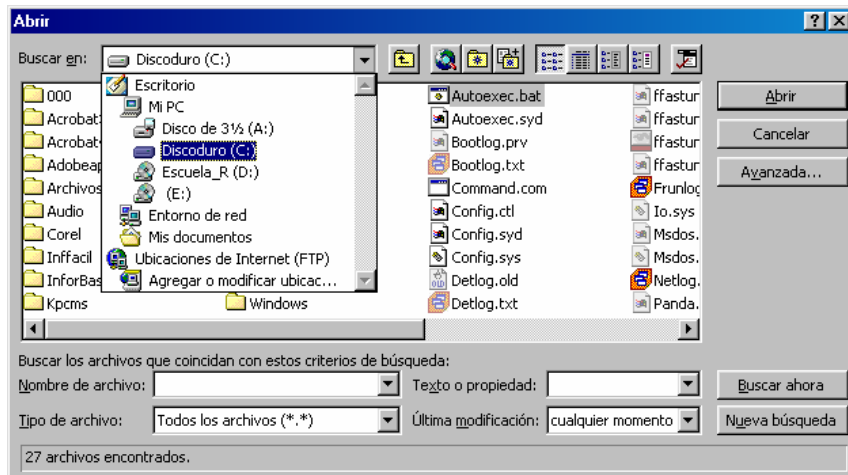 Abrir
Buscar en: Discoduro (C:)
Escritorio
Mi PC
Disco de 3½ (A:)
Discoduro (C:)
Escuela_R (D:)
(E:)
Entorno de red
Mis documentos
Ubicaciones de Internet (FTP)
Agregar o modificar ubicac...
000
Acrobat
Acrobat
Adobeap
Archivos
Audio
Corel
Inffacil
InforBas
Kpcms
Windows
Autoexec.bat
Autoexec.syd
Bootlog.prv
Bootlog.txt
Command.com
Config.ctl
Config.syd
Config.sys
Detlog.old
Detlog.txt
ffastun
ffastun
ffastun
ffastun
Frunlog
Io.sys
Msdos.
Msdos.
Netlog.
Panda.
Abrir
Cancelar
Avanzada...
Buscar los archivos que coincidan con estos criterios de búsqueda:
Nombre de archivo: Texto o propiedad: Buscar ahora
Tipo de archivo: Todos los archivos (*.*) Última modificación: cualquier momento Nueva búsqueda
27 archivos encontrados.